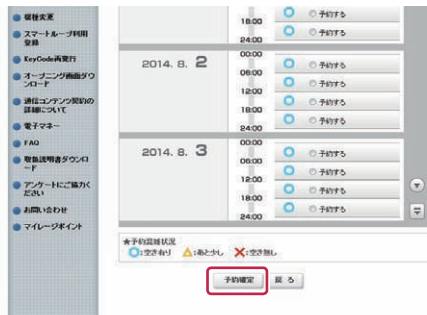 機種変更
スマートループ利用
登録
KeyCode再発行
オープニング画面ダウ
ンロード
通信コンテンツ契約の
詳細について
電子マネー
FAQ
取扱説明書ダウンロ
ード
アンケートにご協力く
ださい
お問い合わせ
マイレージポイント
18:00
予約する
24:00
予約する
2014. 8. 2
00:00
予約する
06:00
予約する
12:00
予約する
18:00
予約する
24:00
2014. 8. 3
00:00
予約する
06:00
予約する
12:00
予約する
18:00
予約する
24:00
★予約混雑状況
○:空き有り △:あと少し ✕:空き無し
予約確定 戻る